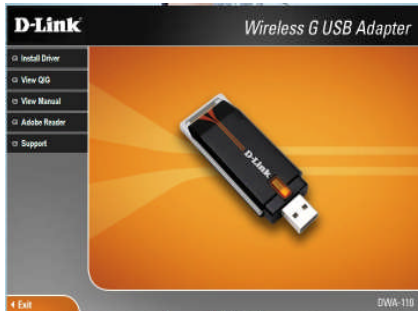 D-Link
Wireless G USB Adapter
Install Driver
View QIG
View Manual
Adobe Reader
Support
D-Link
Exit
DWA-110